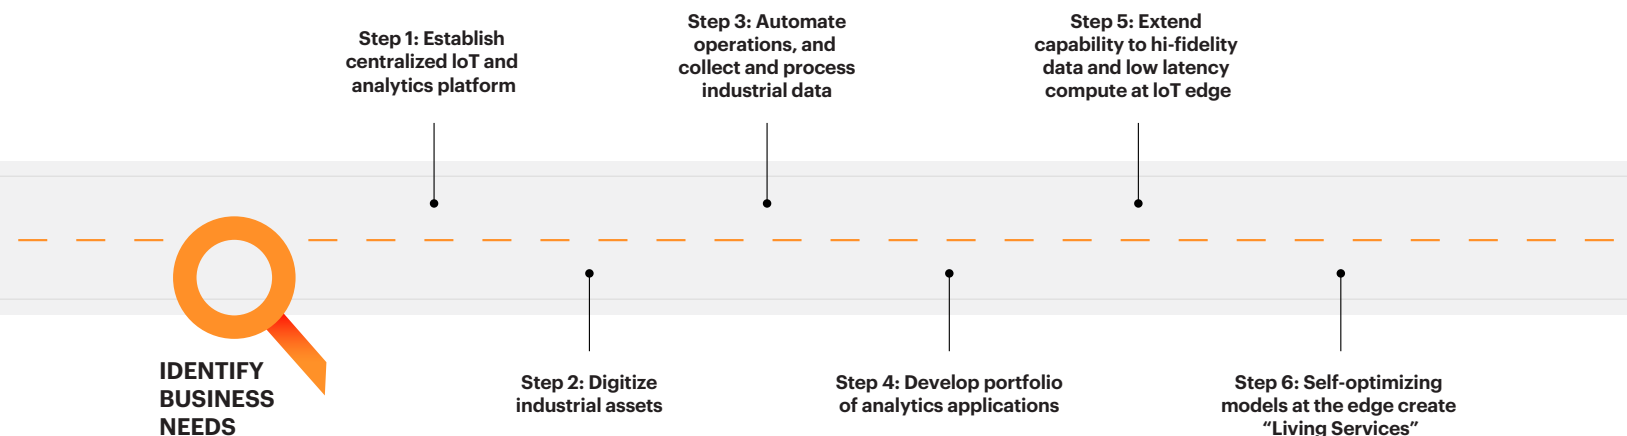 Step 1: Establish
centralized IoT and
analytics platform
Step 3: Automate
operations, and
collect and process
industrial data
Step 5: Extend
capability to hi-fidelity
data and low latency
compute at IoT edge
IDENTIFY
BUSINESS
NEEDS
Step 2: Digitize
industrial assets
Step 4: Develop portfolio
of analytics applications
Step 6: Self-optimizing
models at the edge create
“Living Services”